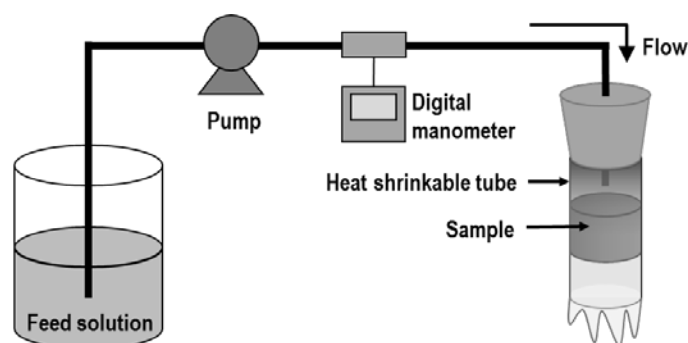 Flow
Pump
Digital
manometer
Heat shrinkable tube
Sample
Feed solution